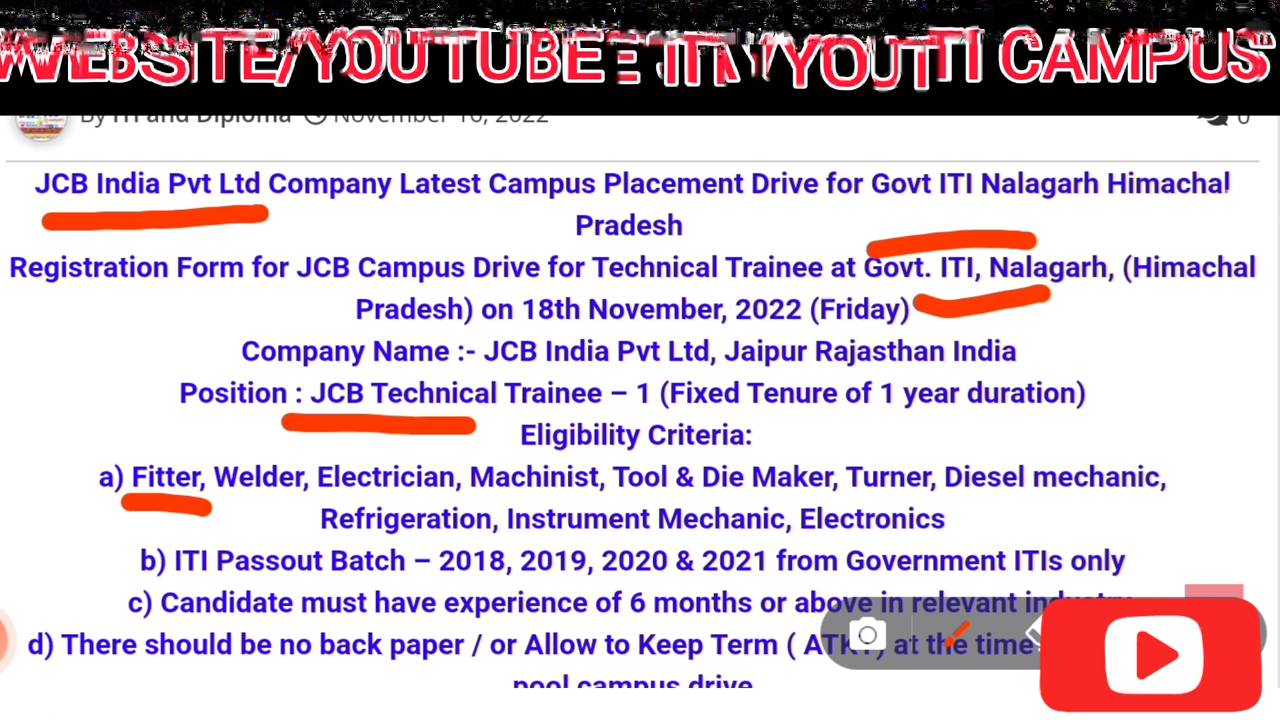 WEBSITE/YOUTUBE ITI CAMPUS
By ITI and Diploma November 16, 2022 0
JCB India Pvt Ltd Company Latest Campus Placement Drive for Govt ITI Nalagarh Himachal
Pradesh
Registration Form for JCB Campus Drive for Technical Trainee at Govt. ITI, Nalagarh, (Himachal
Pradesh) on 18th November, 2022 (Friday)
Company Name :- JCB India Pvt Ltd, Jaipur Rajasthan India
Position : JCB Technical Trainee – 1 (Fixed Tenure of 1 year duration)
Eligibility Criteria:
a) Fitter, Welder, Electrician, Machinist, Tool & Die Maker, Turner, Diesel mechanic,
Refrigeration, Instrument Mechanic, Electronics
b) ITI Passout Batch – 2018, 2019, 2020 & 2021 from Government ITIs only
c) Candidate must have experience of 6 months or above in relevant industry
d) There should be no back paper / or Allow to Keep Term ( ATKT) at the time
pool campus drive